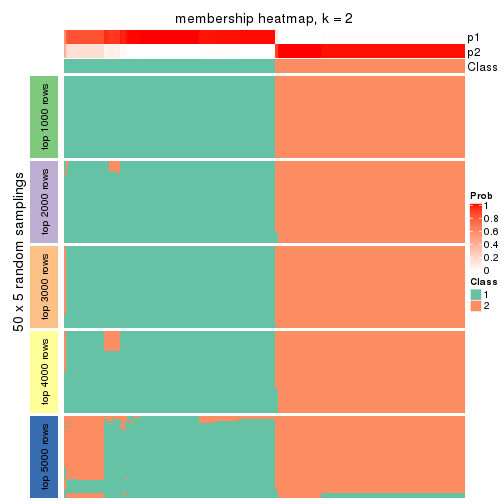 membership heatmap, k = 2
p1
p2
Class
50 x 5 random samplings
top 1000 rows
top 2000 rows
top 3000 rows
top 4000 rows
top 5000 rows
Prob
1
0.8
0.6
0.4
0.2
0
Class
1
2